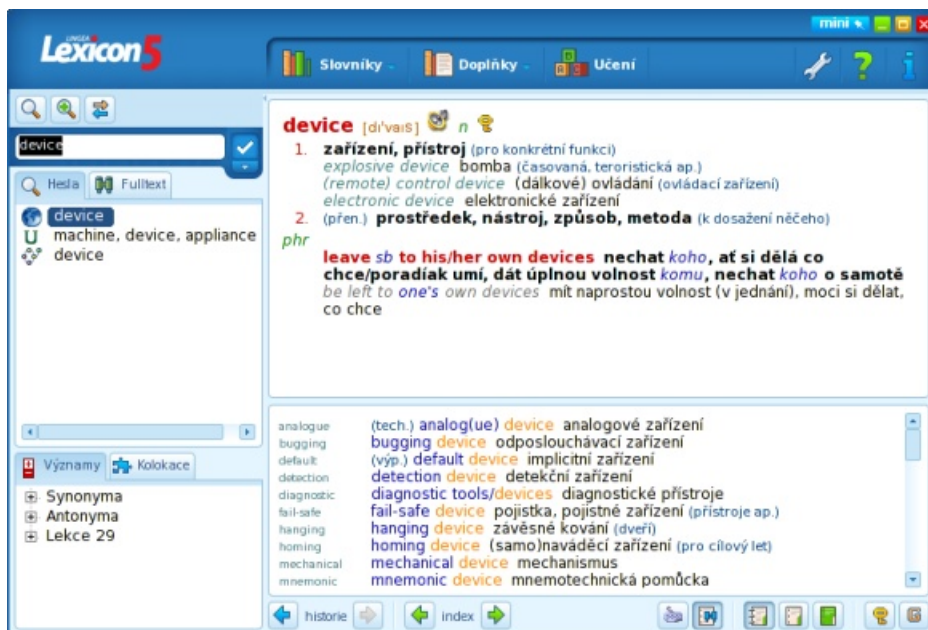 mini
LINGEA
Lexicon5
Slovníky
Doplňky
Učení
device
Hesla
Fulltext
device
machine, device, appliance
device
Významy
Kolokace
Synonyma
Antonyma
Lekce 29
device [dɪ'vaɪs] n
1. zařízení, přístroj (pro konkrétní funkci)
explosive device bomba (časovaná, teroristická ap.)
(remote) control device (dálkové) ovládání (ovládací zařízení)
electronic device elektronické zařízení
2. (přen.) prostředek, nástroj, způsob, metoda (k dosažení něčeho)
phr
leave sb to his/her own devices nechat koho, ať si dělá co
chce/poradíak umí, dát úplnou volnost komu, nechat koho o samotě
be left to one's own devices mít naprostou volnost (v jednání), moci si dělat,
co chce
analogue (tech.) analog(ue) device analogové zařízení
bugging bugging device odposlouchávací zařízení
default (výp.) default device implicitní zařízení
detection detection device detekční zařízení
diagnostic diagnostic tools/devices diagnostické přístroje
fail-safe fail-safe device pojistka, pojistné zařízení (přístroje ap.)
hanging hanging device závěsné kování (dveří)
homing homing device (samo)naváděcí zařízení (pro cílový let)
mechanical mechanical device mechanismus
mnemonic mnemonic device mnemotechnická pomůcka
historie
index